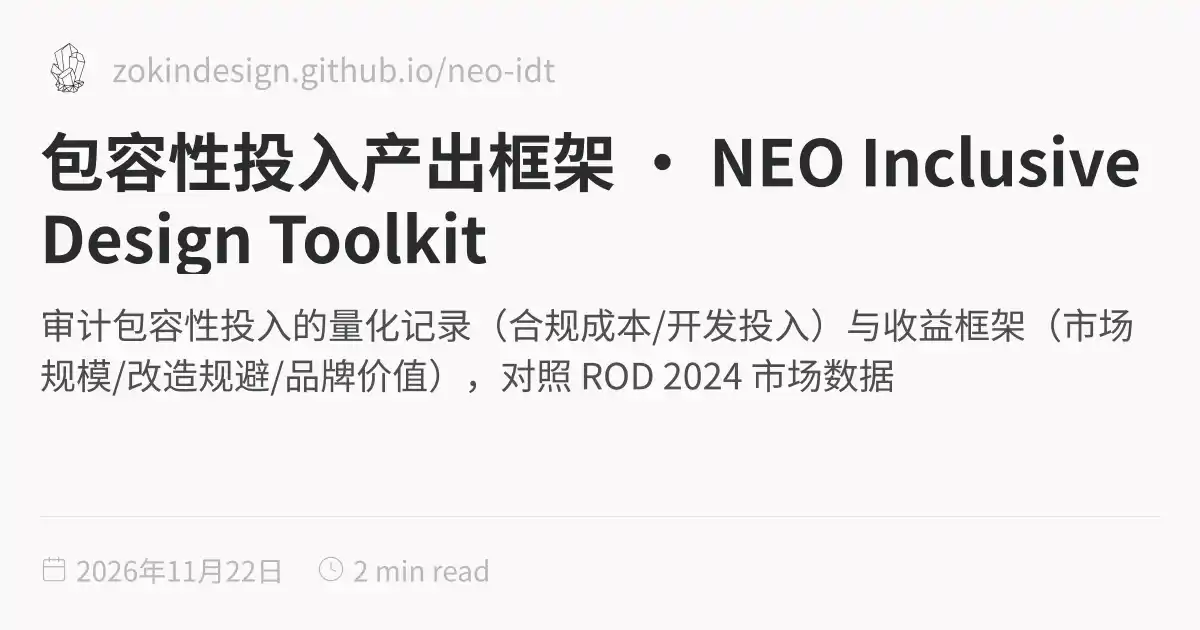 zokindesign.github.io/neo-idt
包容性投入产出框架 · NEO Inclusive
Design Toolkit
审计包容性投入的量化记录（合规成本/开发投入）与收益框架（市场
规模/改造规避/品牌价值），对照 ROD 2024 市场数据
2026年11月22日 2 min read